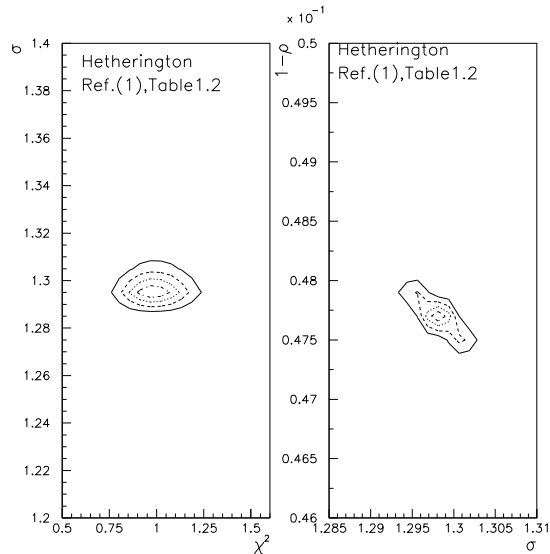 × 10⁻¹
σ
1.4
1.38
1.36
1.34
1.32
1.3
1.28
1.26
1.24
1.22
1.2
0.5 0.75 1 1.25 1.5
χ²
Hetherington
Ref.(1),Table1.2
1-ρ
0.5
0.495
0.49
0.485
0.48
0.475
0.47
0.465
0.46
1.285 1.29 1.295 1.3 1.305 1.31
σ
Hetherington
Ref.(1),Table1.2